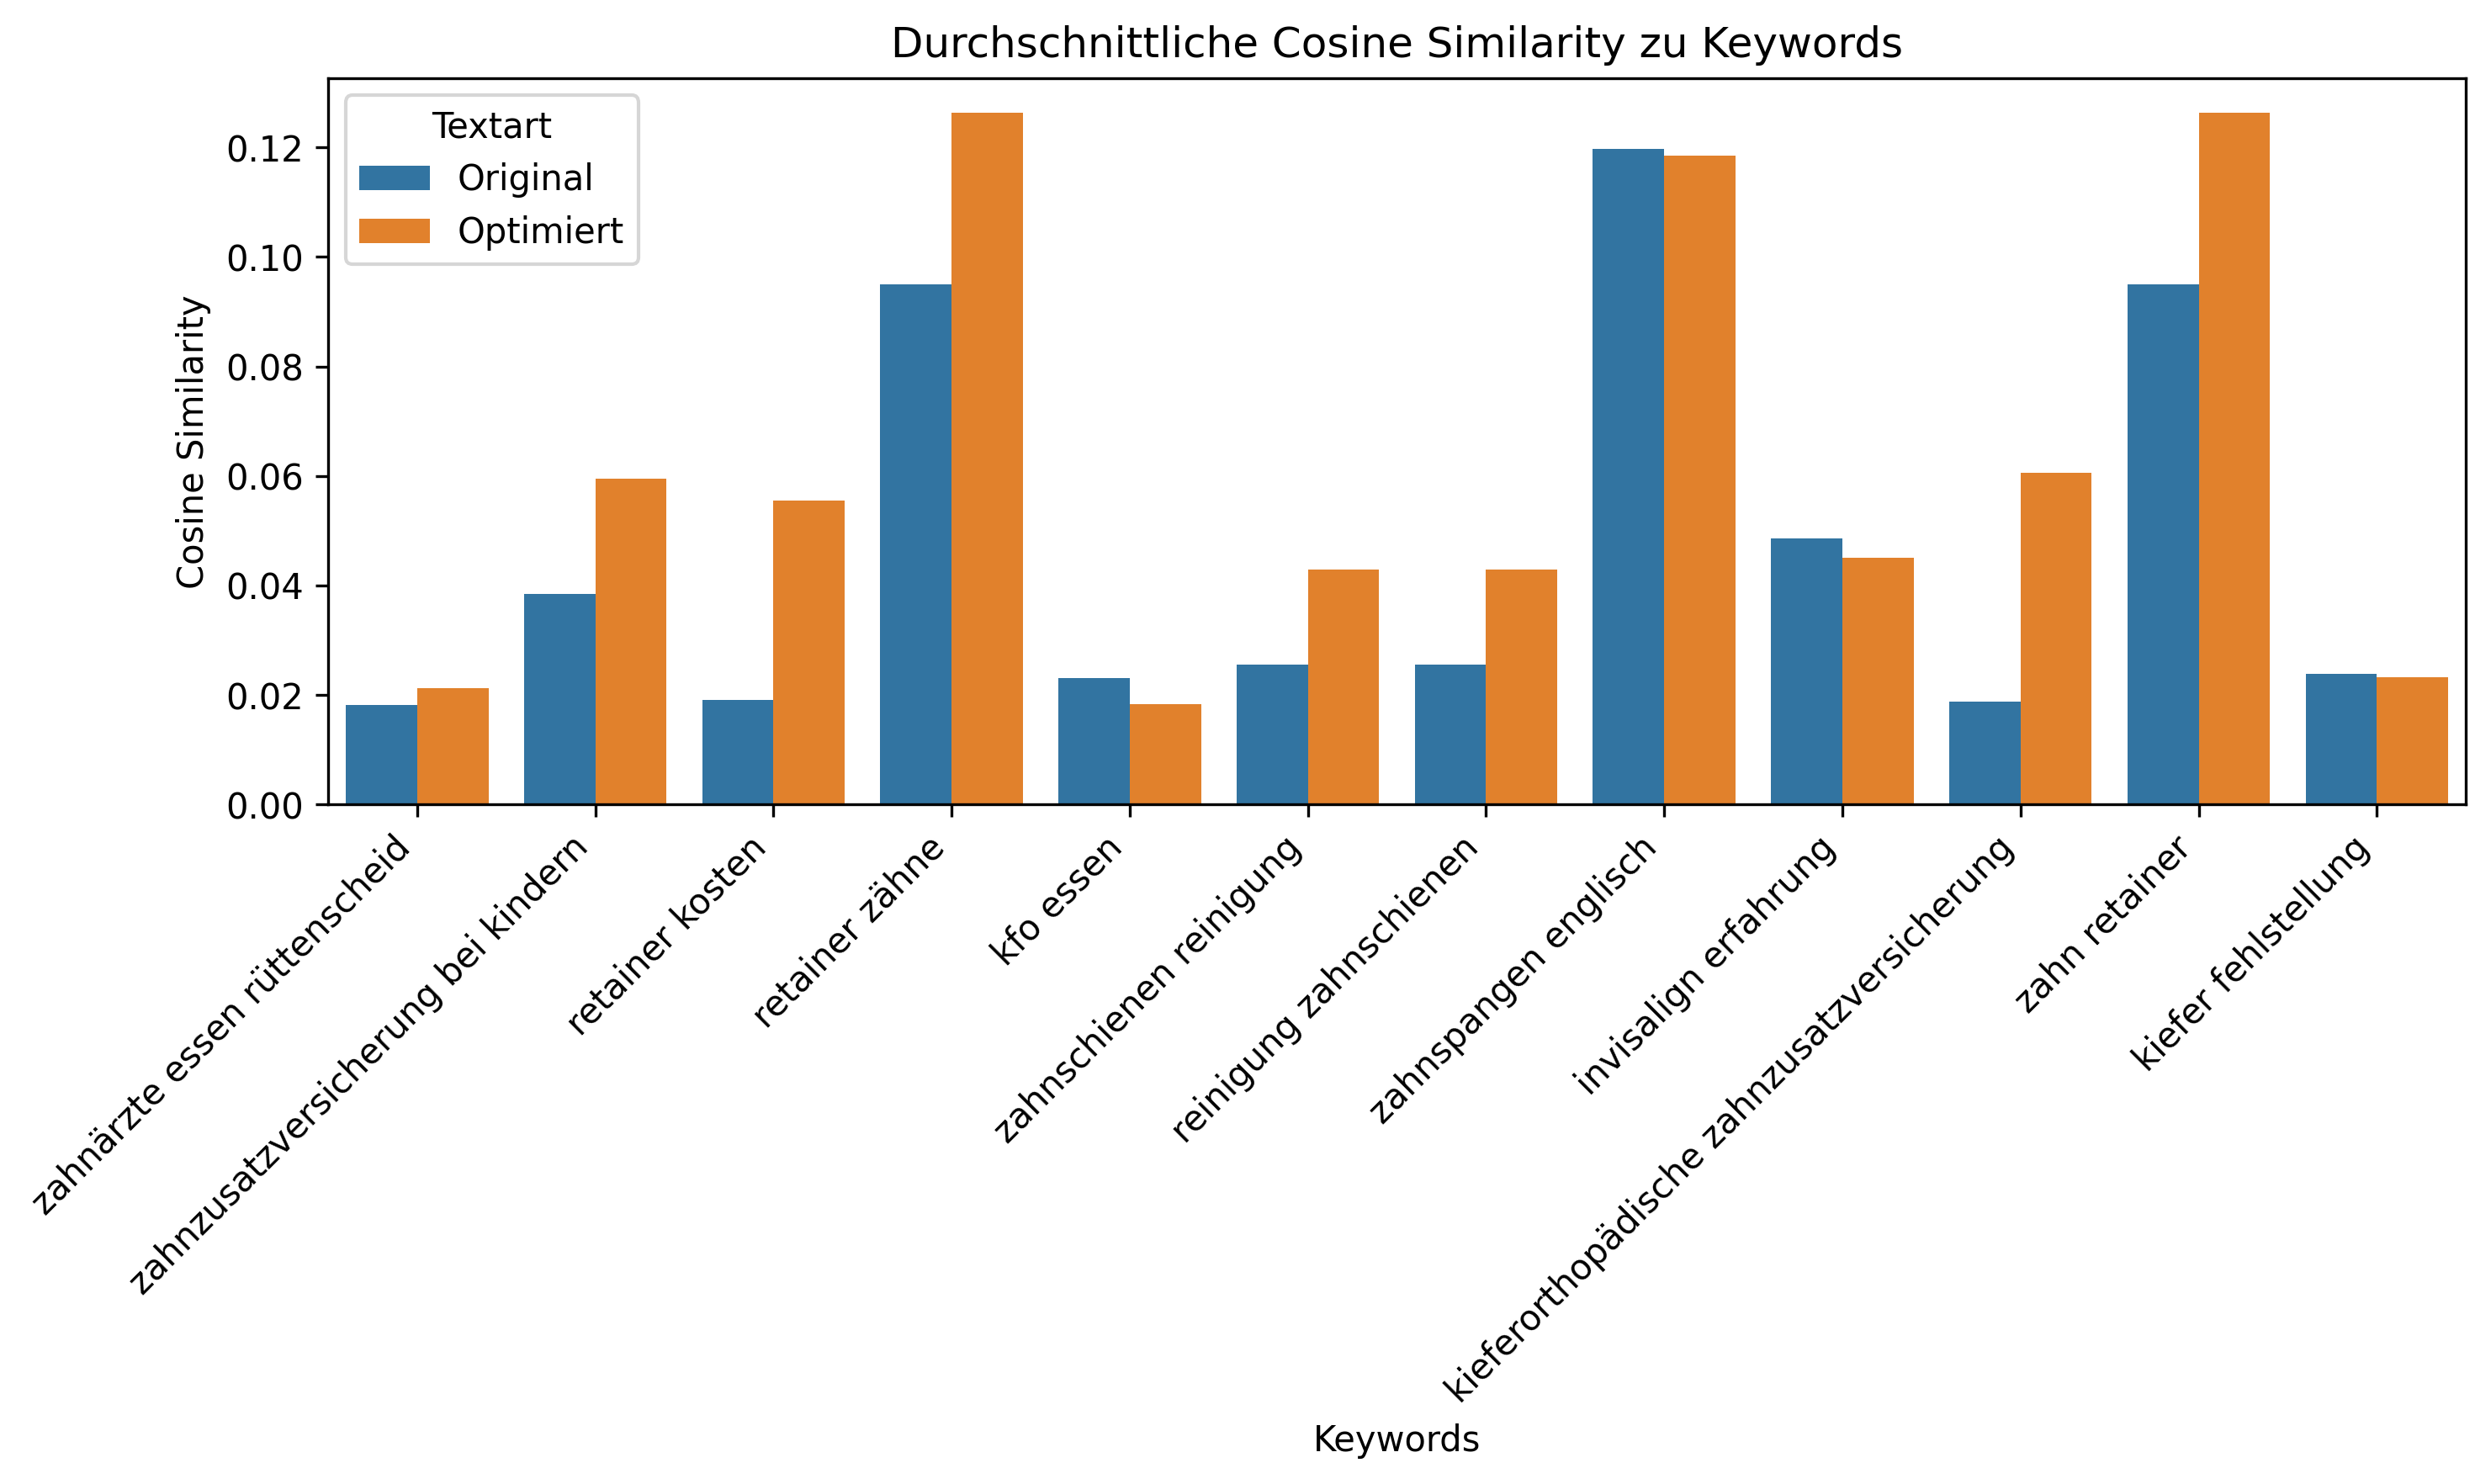 Durchschnittliche Cosine Similarity zu Keywords
Textart
Original
Optimiert
Cosine Similarity
0.12
0.10
0.08
0.06
0.04
0.02
0.00
zahnärzte essen rüttenscheid
zahnzusatzversicherung bei kindern
retainer kosten
retainer zähne
kfo essen
zahnschienen reinigung
reinigung zahnschienen
zahnspangen englisch
invisalign erfahrung
kieferorthopädische zahnzusatzversicherung
zahn retainer
kiefer fehlstellung
Keywords